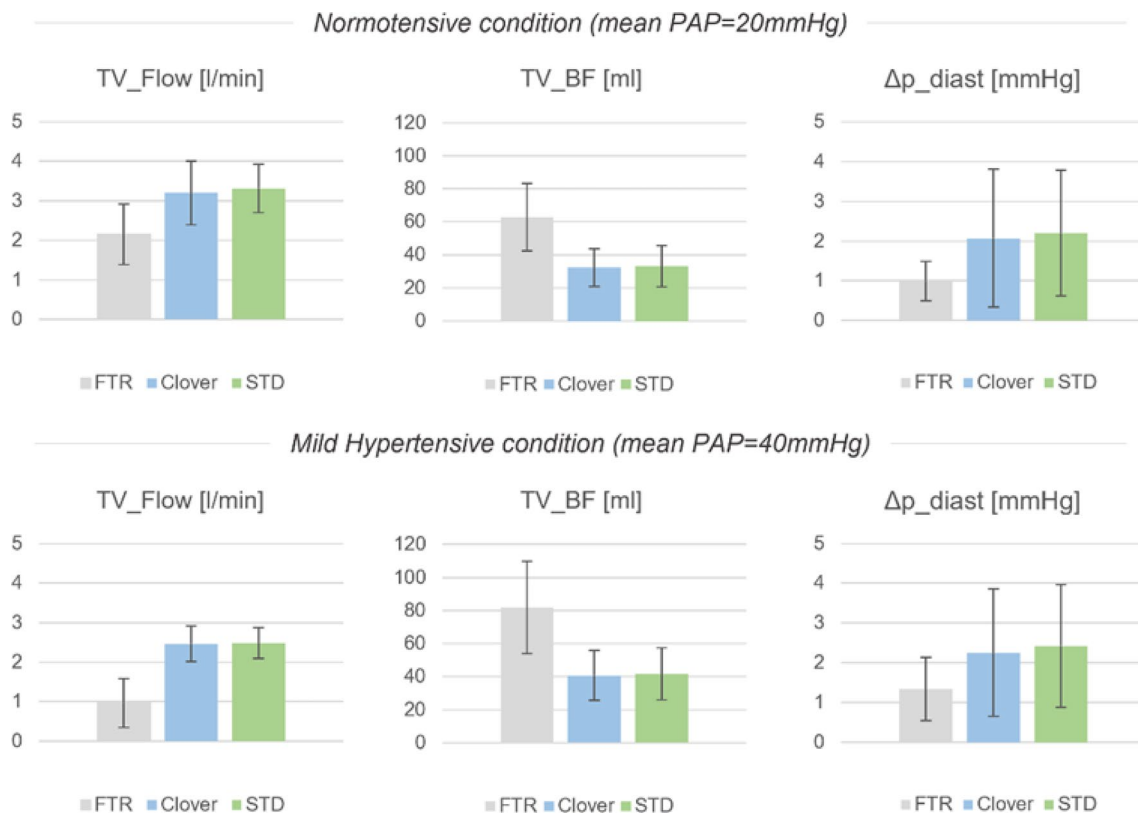 Normotensive condition (mean PAP=20mmHg)
TV_Flow [l/min]
5
4
3
2
1
0
FTR Clover STD
TV_BF [ml]
120
100
80
60
40
20
0
FTR Clover STD
Δp_diast [mmHg]
5
4
3
2
1
0
FTR Clover STD
Mild Hypertensive condition (mean PAP=40mmHg)
TV_Flow [l/min]
5
4
3
2
1
0
FTR Clover STD
TV_BF [ml]
120
100
80
60
40
20
0
FTR Clover STD
Δp_diast [mmHg]
5
4
3
2
1
0
FTR Clover STD